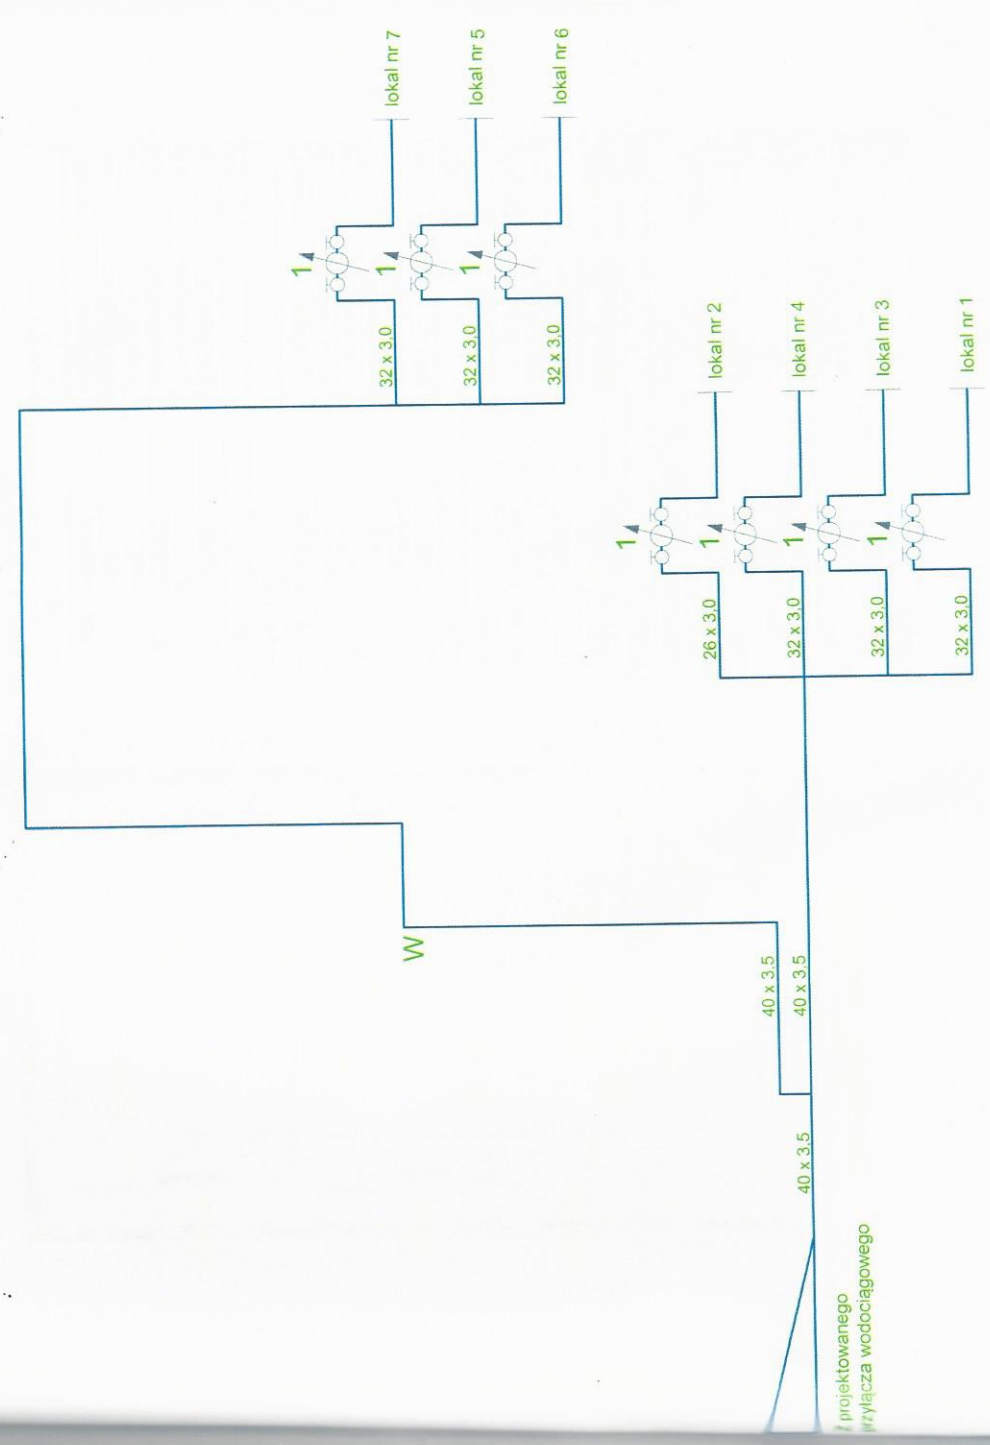 lokal nr 7
lokal nr 5
lokal nr 6
1
1
1
32 x 3,0
32 x 3,0
32 x 3,0
lokal nr 2
lokal nr 4
lokal nr 3
lokal nr 1
1
1
1
1
26 x 3,0
32 x 3,0
32 x 3,0
32 x 3,0
W
40 x 3.5
40 x 3.5
40 x 3,5
z projektowanego
przyłącza wodociągowego